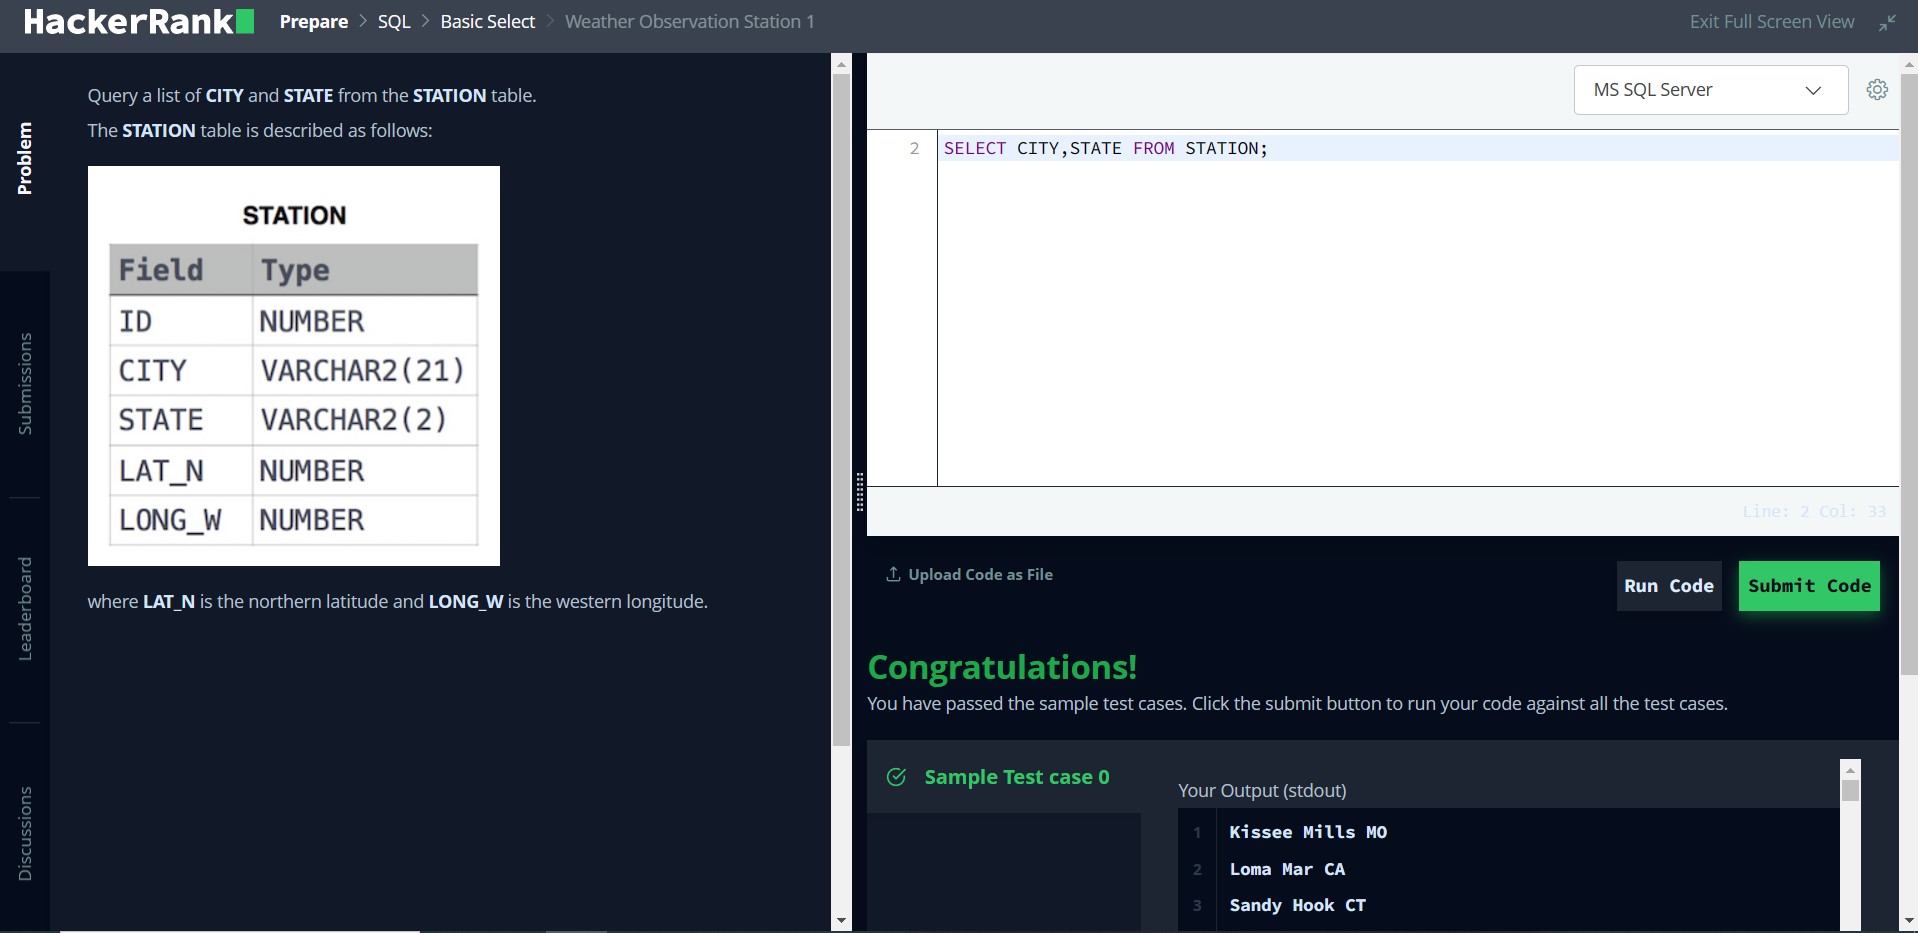 HackerRank
Prepare > SQL > Basic Select > Weather Observation Station 1
Exit Full Screen View
Problem
Submissions
Leaderboard
Discussions
Query a list of CITY and STATE from the STATION table.
The STATION table is described as follows:
STATION
Field Type
ID NUMBER
CITY VARCHAR2(21)
STATE VARCHAR2(2)
LAT_N NUMBER
LONG_W NUMBER
where LAT_N is the northern latitude and LONG_W is the western longitude.
MS SQL Server
2 SELECT CITY,STATE FROM STATION;
Line: 2 Col: 33
Upload Code as File
Run Code
Submit Code
Congratulations!
You have passed the sample test cases. Click the submit button to run your code against all the test cases.
Sample Test case 0
Your Output (stdout)
1 Kissee Mills MO
2 Loma Mar CA
3 Sandy Hook CT